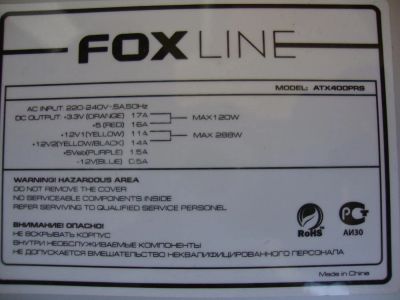 FOXLINE
MODEL: ATX400PRS
AC INPUT 220-240V~5A,50Hz
DC OUTPUT +3.3V (ORANGE) 17A
MAX120W
+5 (RED) 16A
+12V1 (YELLOW) 11A
MAX 288W
+12V2(YELLOW/BLACK) 14A
+5Vsb(PURPLE) 1.5A
-12V(BLUE) 0.5A
WARNING! HAZARDOUS AREA
DO NOT REMOVE THE COVER
NO SERVICEABLE COMPONENTS INSIDE
REFER SERVICING TO QUALIFIED SERVICE PERSONEL
RoHS
АИ30
ВНИМАНИЕ! ОПАСНО!
НЕ ВСКРЫВАТЬ КОРПУС
ВНУТРИ НЕОБСЛУЖИВАЕМЫЕ КОМПОНЕНТЫ
НЕ ДОПУСКАЕТСЯ ВМЕШАТЕЛЬСТВО НЕКВАЛИФИЦИРОВАННОГО ПЕРСОНАЛА
Made in China